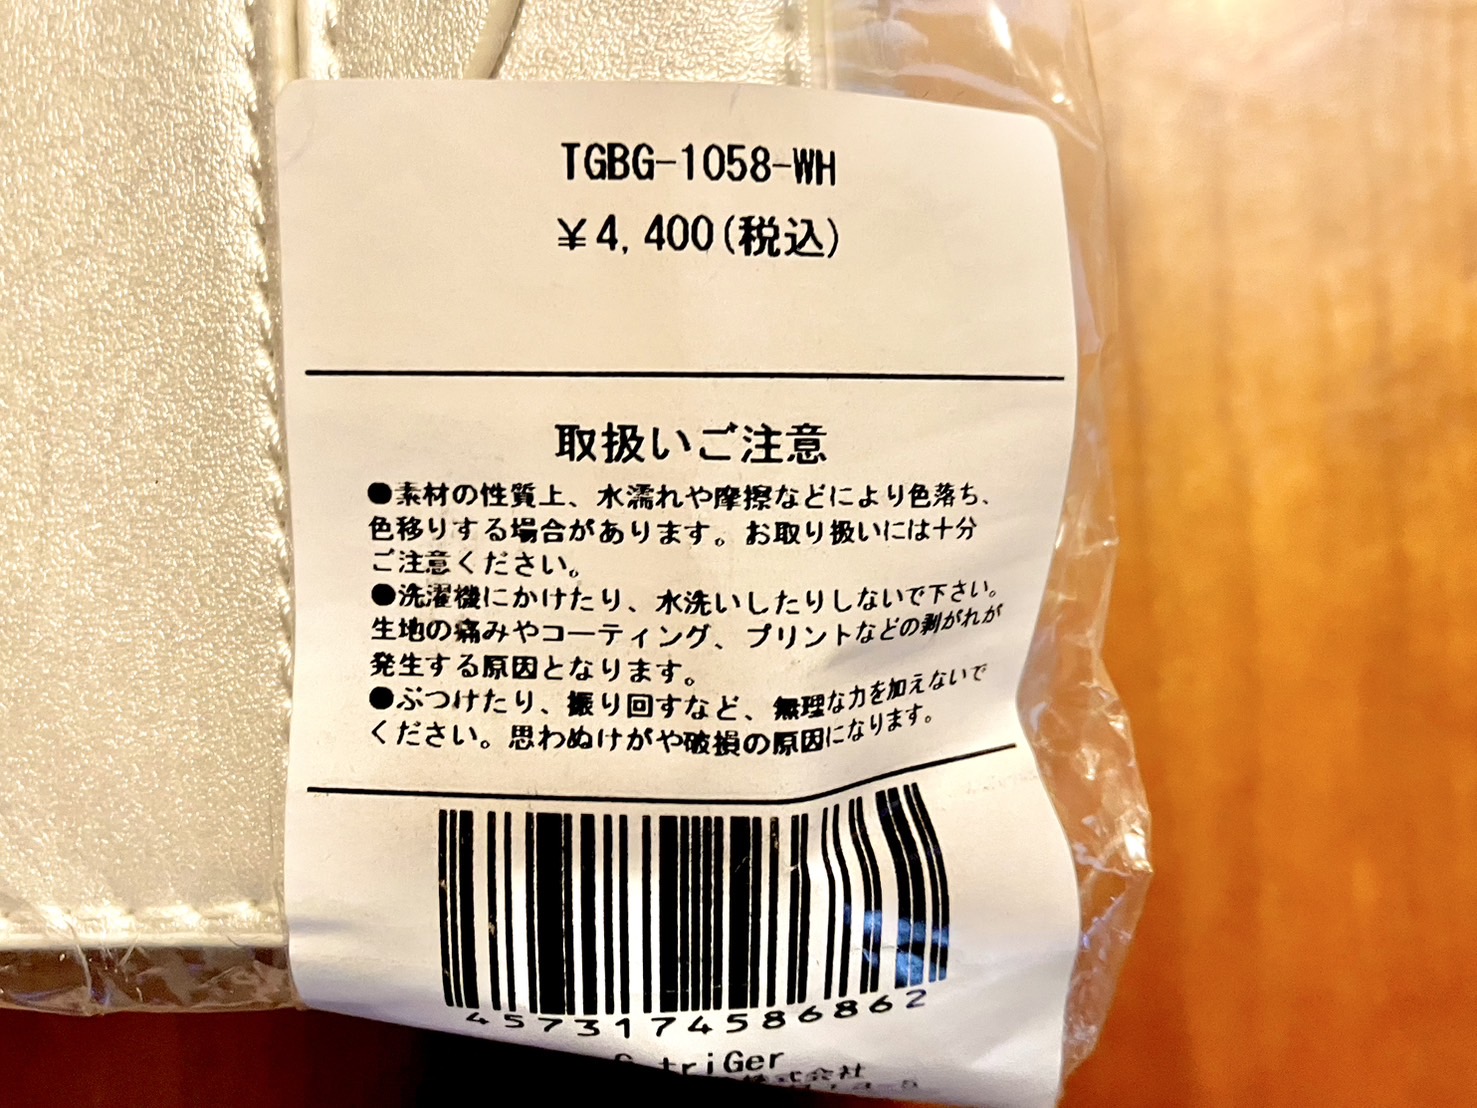 TGBG-1058-WH
¥4,400(税込)
取扱いご注意
●素材の性質上、水濡れや摩擦などにより色落ち、
色移りする場合があります。お取り扱いには十分
ご注意ください。
●洗濯機にかけたり、水洗いしたりしないで下さい。
生地の痛みやコーティング、プリントなどの剥がれが
発生する原因となります。
●ぶつけたり、振り回すなど、無理な力を加えないで
ください。思わぬけがや破損の原因になります。
4573174586862
triGer
株式会社